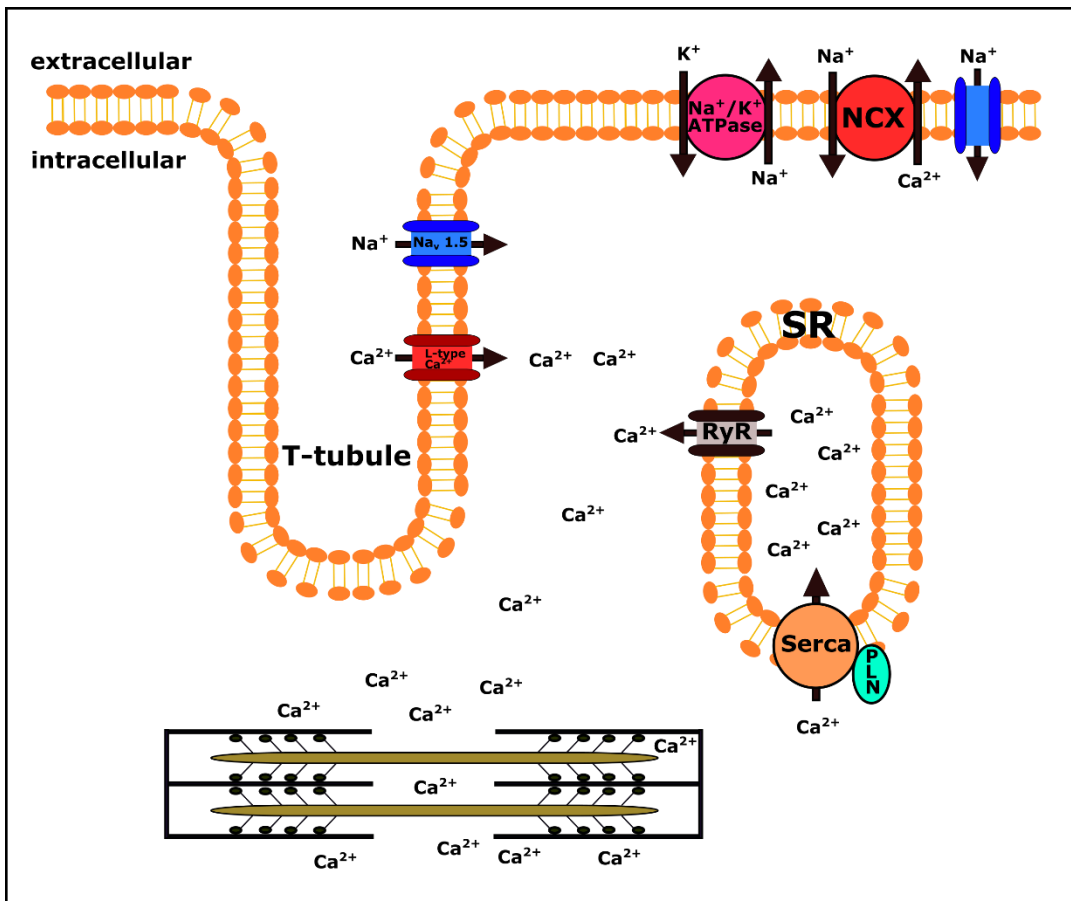 extracellular
intracellular
K⁺
Na⁺/K⁺
ATPase
Na⁺
Na⁺
NCX
Ca²⁺
Na⁺
Na⁺
Naᵥ 1.5
Ca²⁺
L-type
Ca²⁺
Ca²⁺
Ca²⁺
T-tubule
SR
Ca²⁺
RyR
Ca²⁺
Ca²⁺
Ca²⁺
Ca²⁺
Ca²⁺
Ca²⁺
Ca²⁺
Serca
PLN
Ca²⁺
Ca²⁺
Ca²⁺
Ca²⁺
Ca²⁺
Ca²⁺
Ca²⁺
Ca²⁺
Ca²⁺
Ca²⁺
Ca²⁺
Ca²⁺